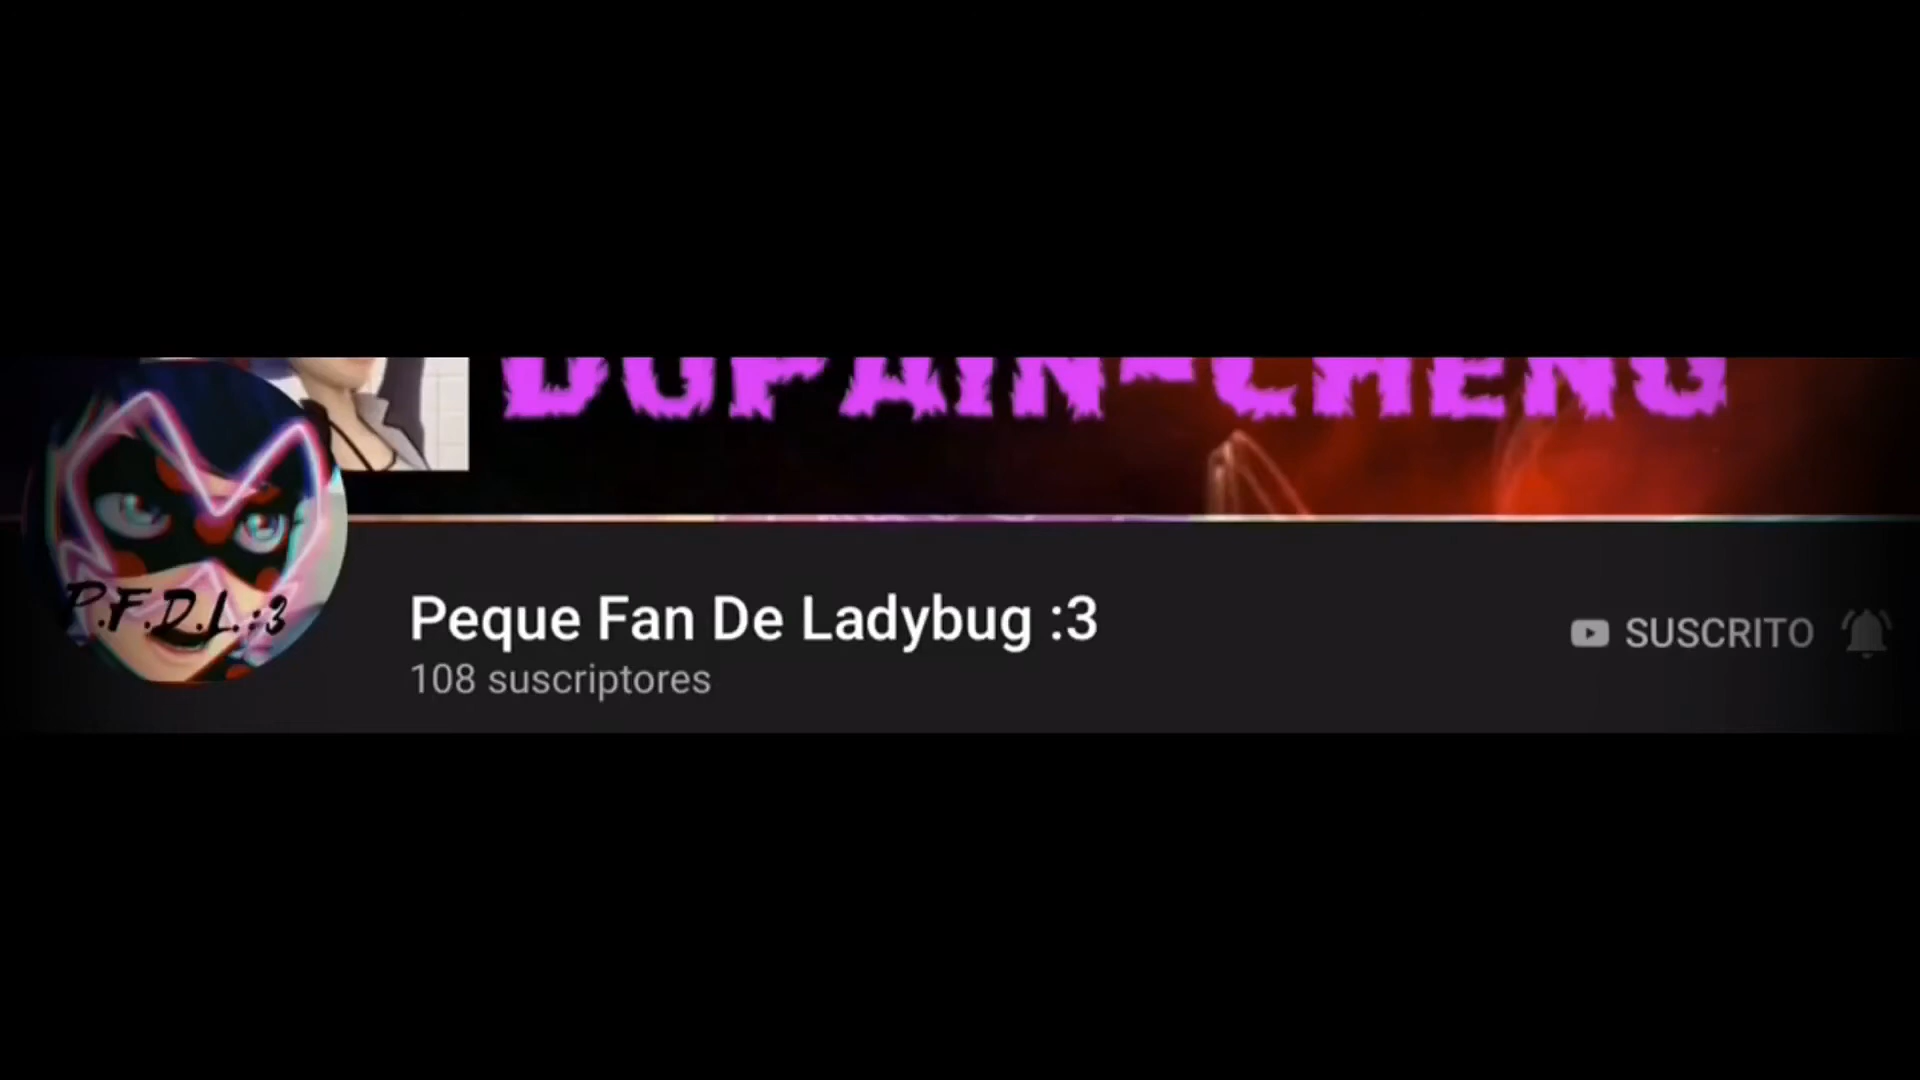 DUPAIN-CHENG
P.F.D.L. :3
Peque Fan De Ladybug :3
108 suscriptores
SUSCRITO